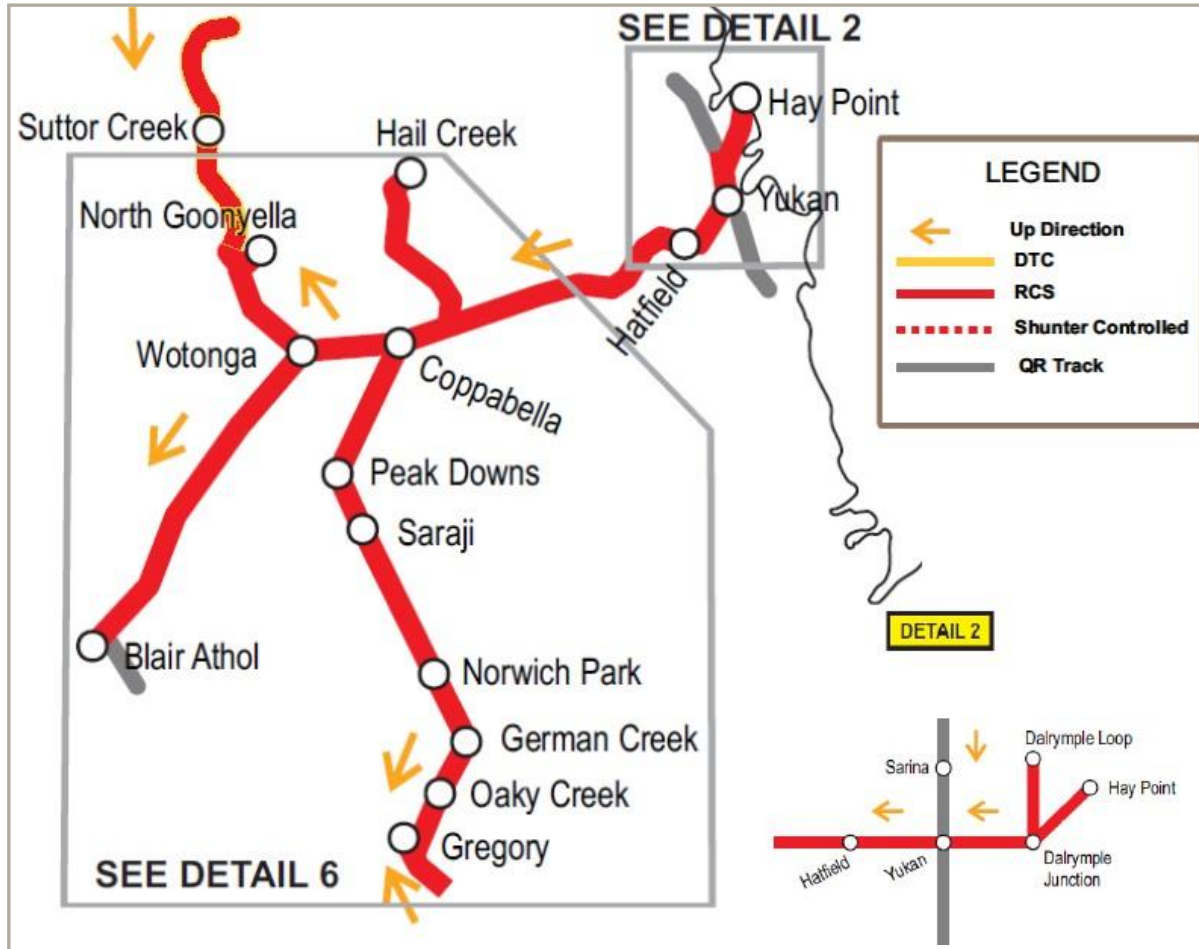 SEE DETAIL 2
Hay Point
Suttor Creek
Hail Creek
North Goonyella
Yukan
Hatfield
Wotonga
Coppabella
Peak Downs
Saraji
Blair Athol
Norwich Park
German Creek
Oaky Creek
Gregory
SEE DETAIL 6
LEGEND
Up Direction
DTC
RCS
Shunter Controlled
QR Track
DETAIL 2
Dalrymple Loop
Sarina
Hay Point
Hatfield
Yukan
Dalrymple
Junction